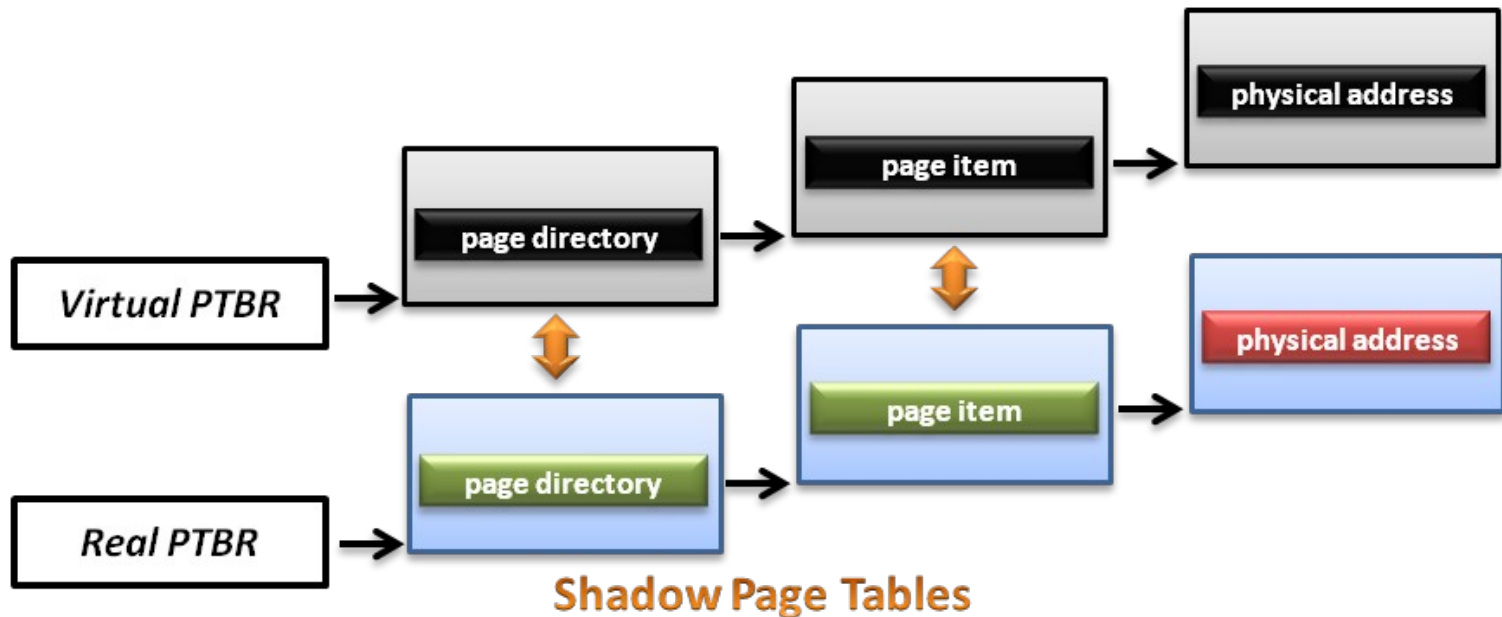 physical address
page item
page directory
Virtual PTBR
physical address
page item
page directory
Real PTBR
Shadow Page Tables